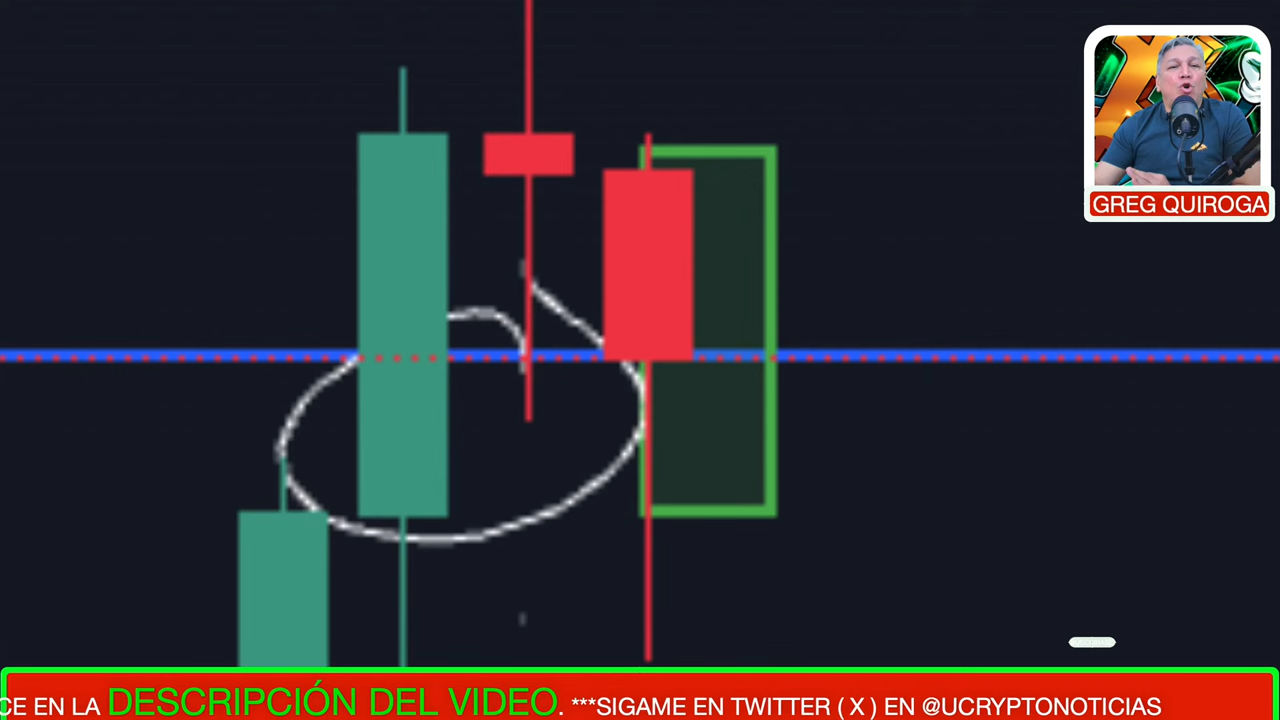 GREG QUIROGA
CE EN LA DESCRIPCIÓN DEL VIDEO. ***SIGAME EN TWITTER ( X ) EN @UCRYPTONOTICIAS